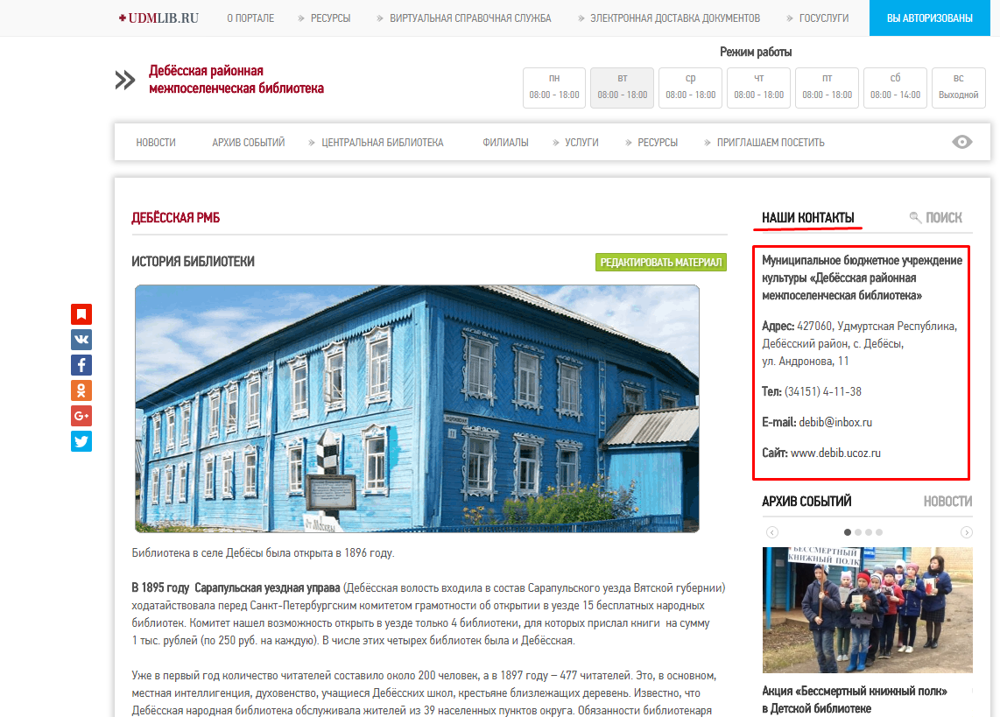 UDMLIB.RU О ПОРТАЛЕ РЕСУРСЫ ВИРТУАЛЬНАЯ СПРАВОЧНАЯ СЛУЖБА ЭЛЕКТРОННАЯ ДОСТАВКА ДОКУМЕНТОВ ГОСУСЛУГИ ВЫ АВТОРИЗОВАНЫ
Дебёсская районная
межпоселенческая библиотека
Режим работы
пн вт ср чт пт сб вс
08:00 - 18:00 08:00 - 18:00 08:00 - 18:00 08:00 - 18:00 08:00 - 18:00 08:00 - 14:00 Выходной
НОВОСТИ АРХИВ СОБЫТИЙ ЦЕНТРАЛЬНАЯ БИБЛИОТЕКА ФИЛИАЛЫ УСЛУГИ РЕСУРСЫ ПРИГЛАШАЕМ ПОСЕТИТЬ
ДЕБЁССКАЯ РМБ
ИСТОРИЯ БИБЛИОТЕКИ
РЕДАКТИРОВАТЬ МАТЕРИАЛ
Библиотека в селе Дебёсы была открыта в 1896 году.
В 1895 году Сарапульская уездная управа (Дебёсская волость входила в состав Сарапульского уезда Вятской губернии)
ходатайствовала перед Санкт-Петербургским комитетом грамотности об открытии в уезде 15 бесплатных народных
библиотек. Комитет нашел возможность открыть в уезде только 4 библиотеки, для которых прислал книги на сумму
1 тыс. рублей (по 250 руб. на каждую). В числе этих четырех библиотек была и Дебёсская.
Уже в первый год количество читателей составило около 200 человек, а в 1897 году – 477 читателей. Это, в основном,
местная интеллигенция, духовенство, учащиеся Дебёсских школ, крестьяне близлежащих деревень. Известно, что
Дебёсская народная библиотека обслуживала жителей из 39 населенных пунктов округа. Обязанности библиотекаря
НАШИ КОНТАКТЫ ПОИСК
Муниципальное бюджетное учреждение
культуры «Дебёсская районная
межпоселенческая библиотека»
Адрес: 427060, Удмуртская Республика,
Дебёсский район, с. Дебёсы,
ул. Андронова, 11
Тел: (34151) 4-11-38
E-mail: debib@inbox.ru
Сайт: www.debib.ucoz.ru
АРХИВ СОБЫТИЙ НОВОСТИ
БЕССМЕРТНЫЙ
КНИЖНЫЙ ПОЛК
Акция «Бессмертный книжный полк»
в Детской библиотеке